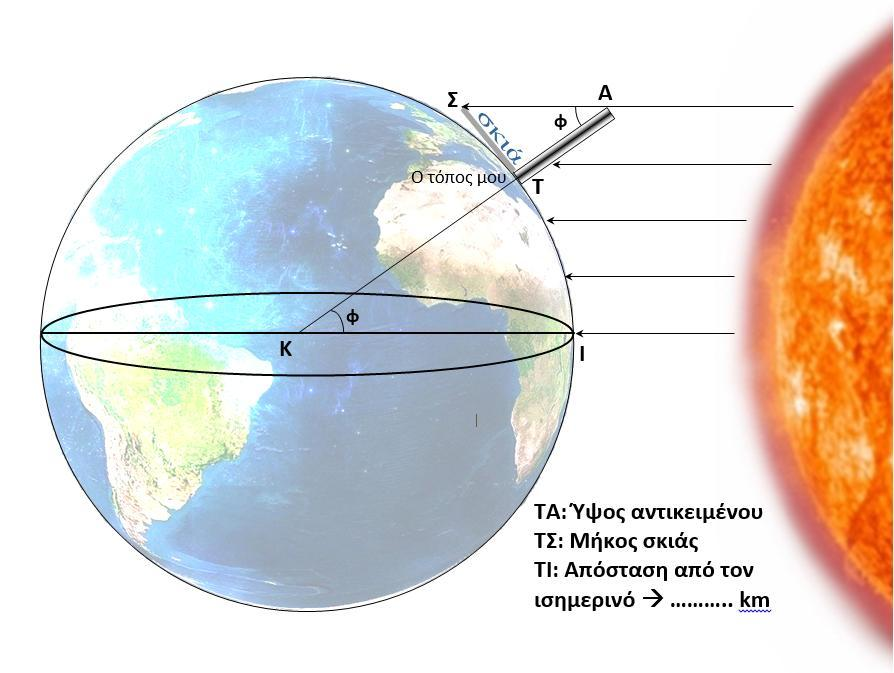 Σ
Α
σκιά
φ
Ο τόπος μου
Τ
φ
Κ
Ι
ΤΑ: Ύψος αντικειμένου
ΤΣ: Μήκος σκιάς
ΤΙ: Απόσταση από τον
ισημερινό → ……….. km